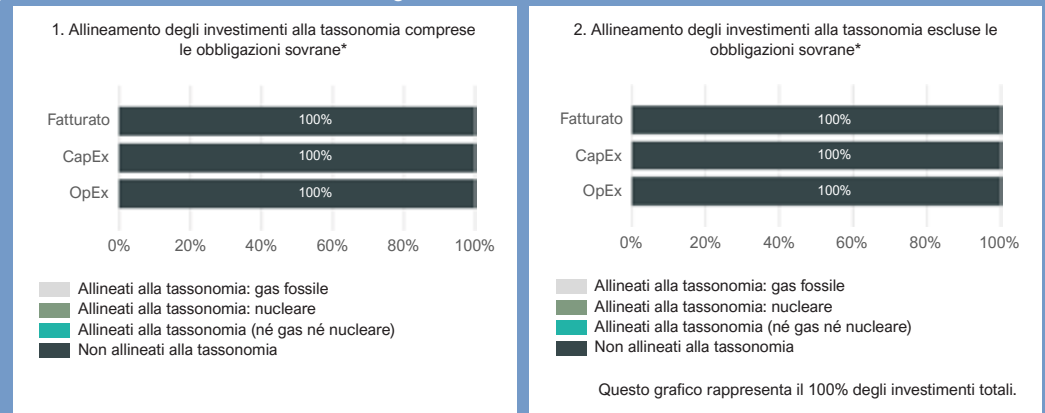 1. Allineamento degli investimenti alla tassonomia comprese
le obbligazioni sovrane*
Fatturato
100%
CapEx
100%
OpEx
100%
0% 20% 40% 60% 80% 100%
Allineati alla tassonomia: gas fossile
Allineati alla tassonomia: nucleare
Allineati alla tassonomia (né gas né nucleare)
Non allineati alla tassonomia
2. Allineamento degli investimenti alla tassonomia escluse le
obbligazioni sovrane*
Fatturato
100%
CapEx
100%
OpEx
100%
0% 20% 40% 60% 80% 100%
Allineati alla tassonomia: gas fossile
Allineati alla tassonomia: nucleare
Allineati alla tassonomia (né gas né nucleare)
Non allineati alla tassonomia
Questo grafico rappresenta il 100% degli investimenti totali.